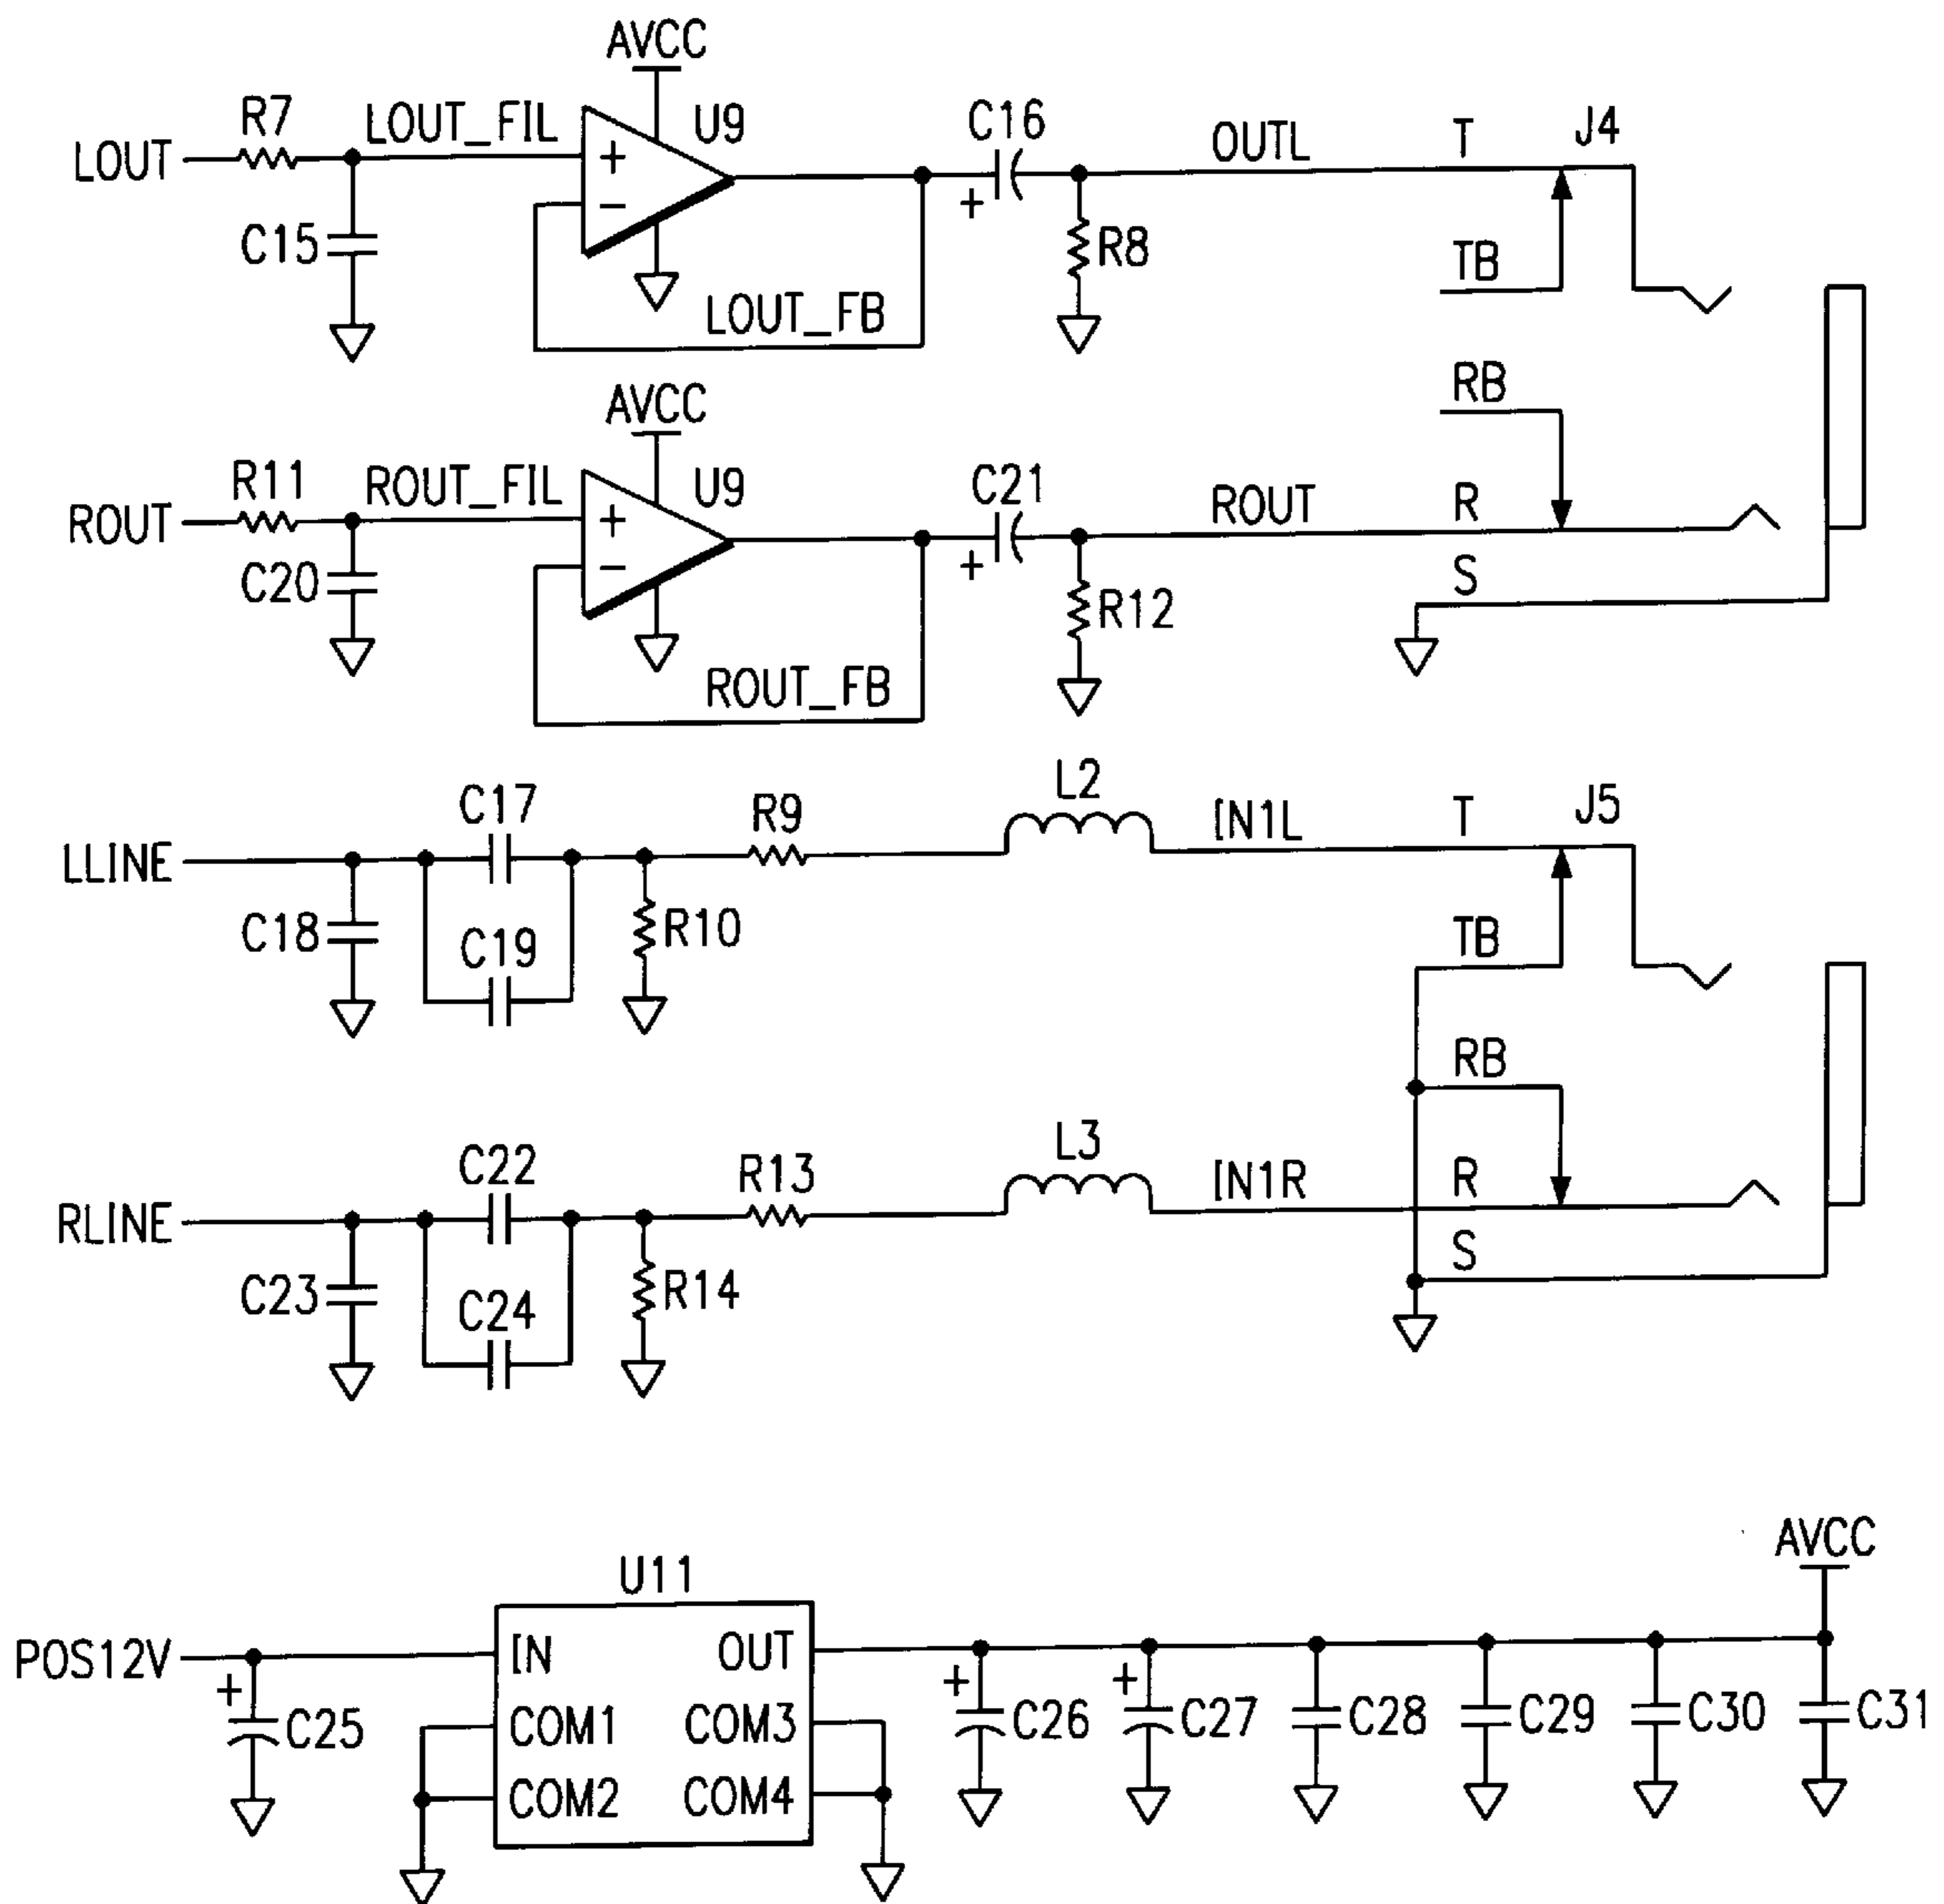 AVCC
R7 LOUT_FIL U9 C16 OUTL T J4
LOUT + -
C15 + R8 TB
LOUT_FB
RB
AVCC
R11 ROUT_FIL U9 C21 ROUT R
ROUT + -
C20 + R12 S
ROUT_FB
C17 R9 L2 IN1L T J5
LLINE
C18 C19 R10 TB
RB
C22 R13 L3 IN1R R
RLINE
C23 C24 R14 S
AVCC
U11
POS12V IN OUT
+ C25 COM1 COM3 + C26 + C27 C28 C29 C30 C31
COM2 COM4